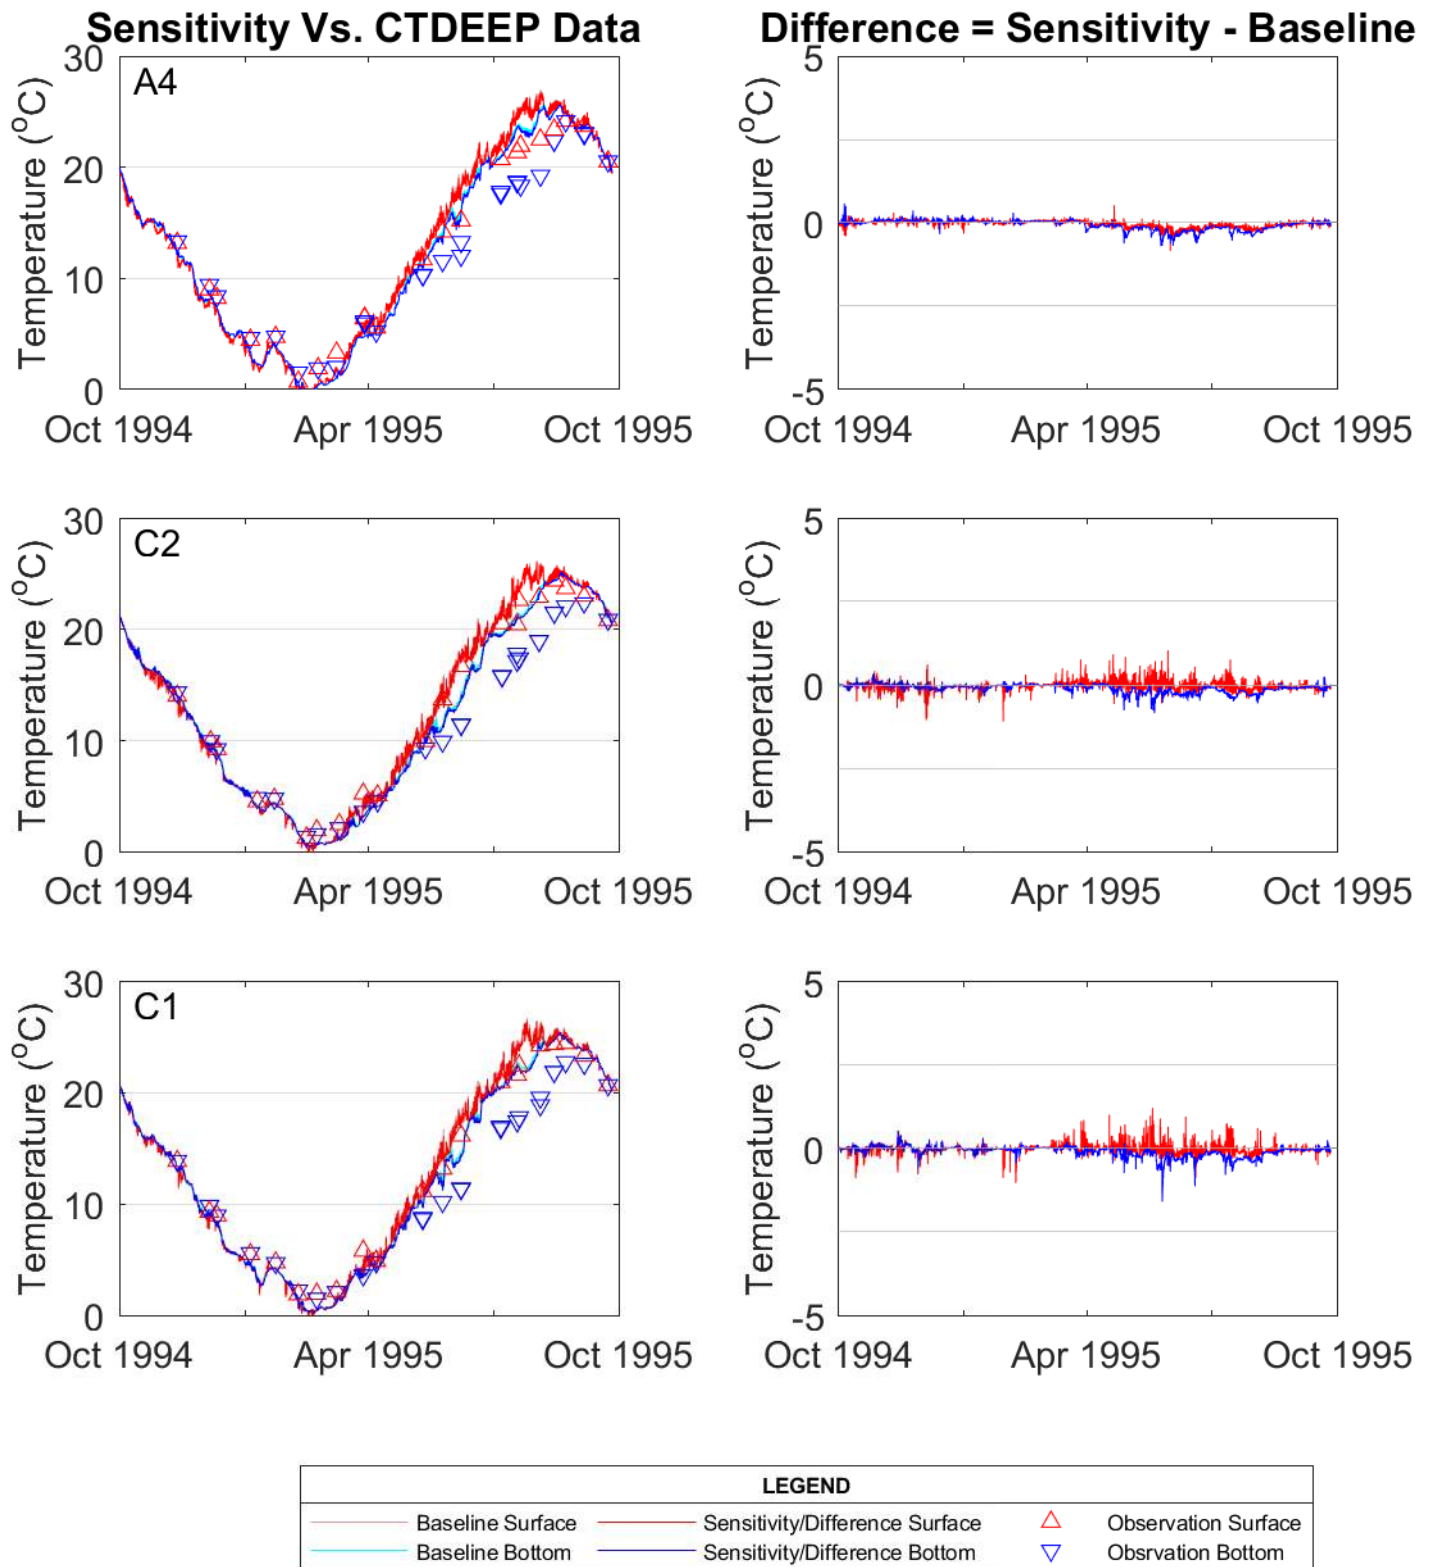 Sensitivity Vs. CTDEEP Data
Difference = Sensitivity - Baseline
A4
Temperature (°C)
30
20
10
0
Oct 1994 Apr 1995 Oct 1995
Temperature (°C)
5
0
-5
Oct 1994 Apr 1995 Oct 1995
C2
Temperature (°C)
30
20
10
0
Oct 1994 Apr 1995 Oct 1995
Temperature (°C)
5
0
-5
Oct 1994 Apr 1995 Oct 1995
C1
Temperature (°C)
30
20
10
0
Oct 1994 Apr 1995 Oct 1995
Temperature (°C)
5
0
-5
Oct 1994 Apr 1995 Oct 1995
LEGEND
Baseline Surface Sensitivity/Difference Surface Observation Surface
Baseline Bottom Sensitivity/Difference Bottom Obsrvation Bottom